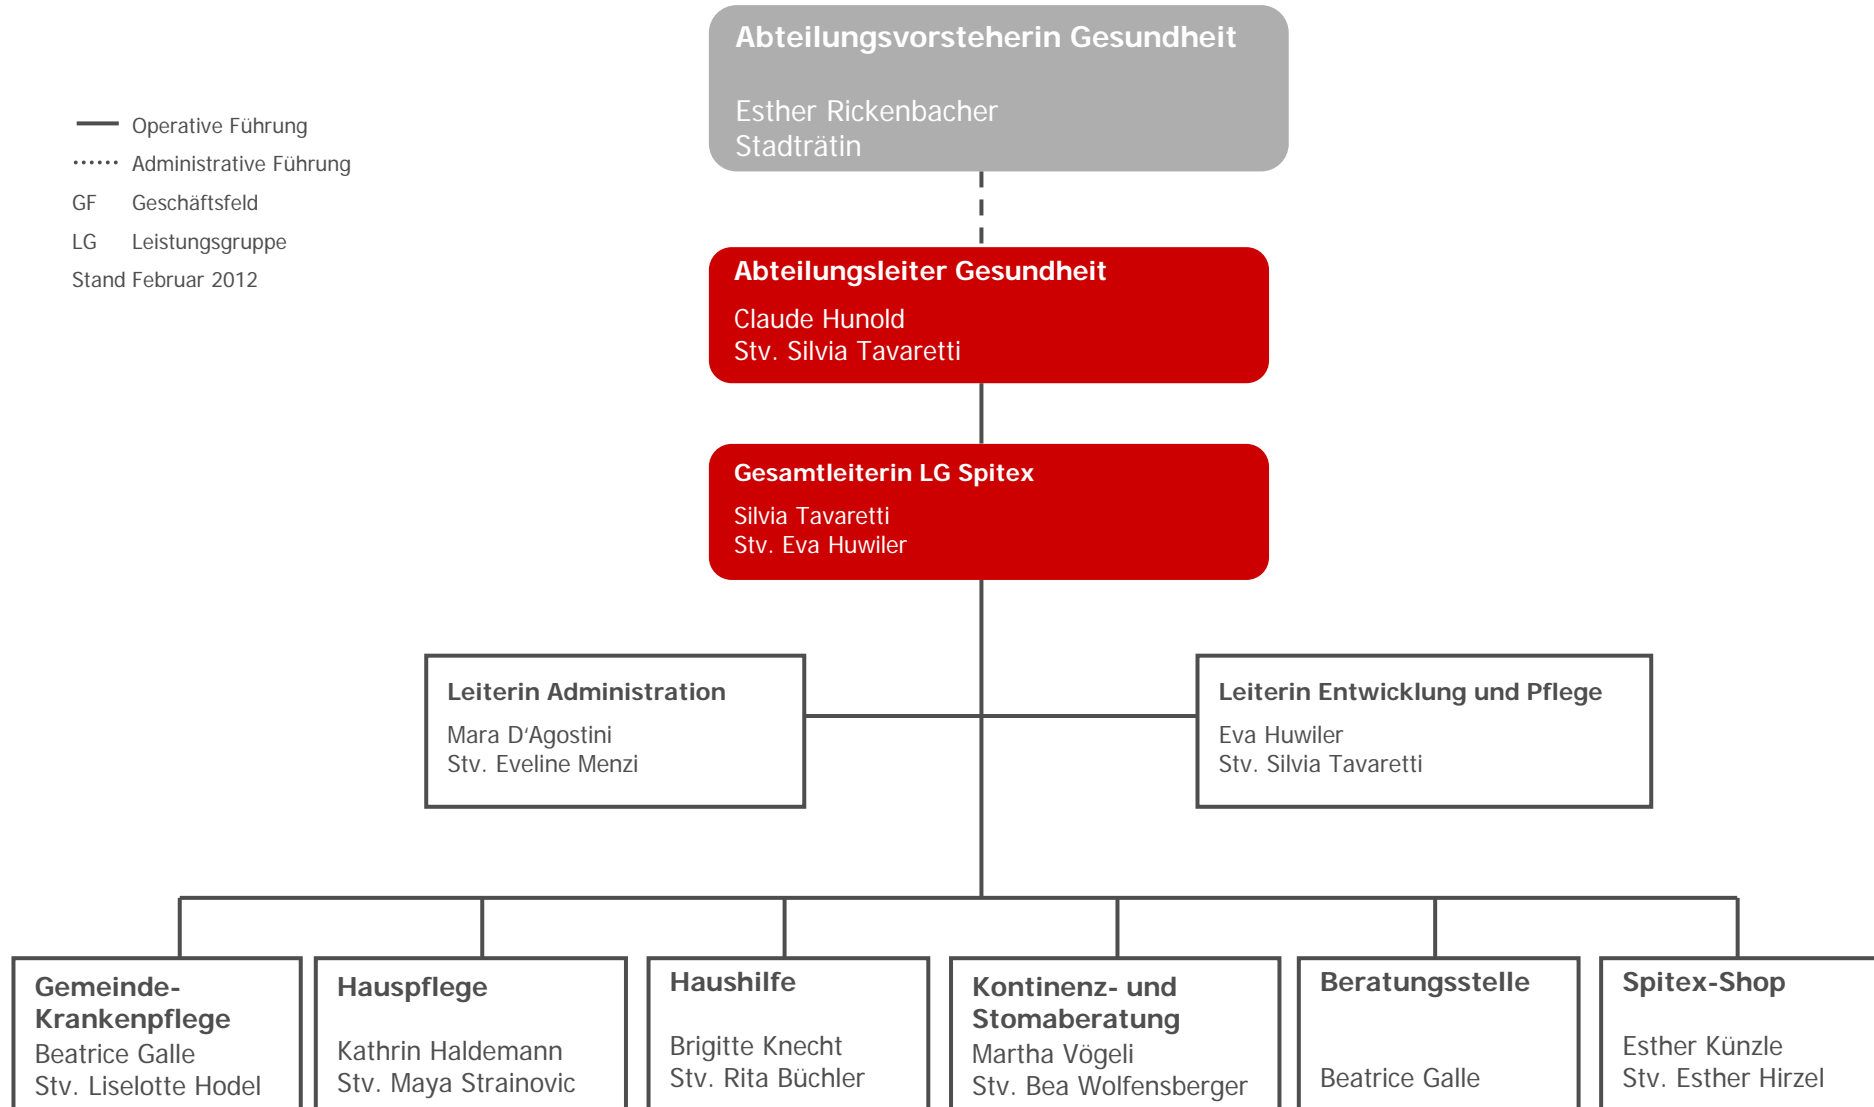 Abteilungsvorsteherin Gesundheit
Esther Rickenbacher
Stadträtin
Operative Führung
Administrative Führung
GF Geschäftsfeld
LG Leistungsgruppe
Stand Februar 2012
Abteilungsleiter Gesundheit
Claude Hunold
Stv. Silvia Tavaretti
Gesamtleiterin LG Spitex
Silvia Tavaretti
Stv. Eva Huwiler
Leiterin Administration
Mara D‘Agostini
Stv. Eveline Menzi
Leiterin Entwicklung und Pflege
Eva Huwiler
Stv. Silvia Tavaretti
Gemeinde-
Krankenpflege
Beatrice Galle
Stv. Liselotte Hodel
Hauspflege
Kathrin Haldemann
Stv. Maya Strainovic
Haushilfe
Brigitte Knecht
Stv. Rita Büchler
Kontinenz- und
Stomaberatung
Martha Vögeli
Stv. Bea Wolfensberger
Beratungsstelle
Beatrice Galle
Spitex-Shop
Esther Künzle
Stv. Esther Hirzel